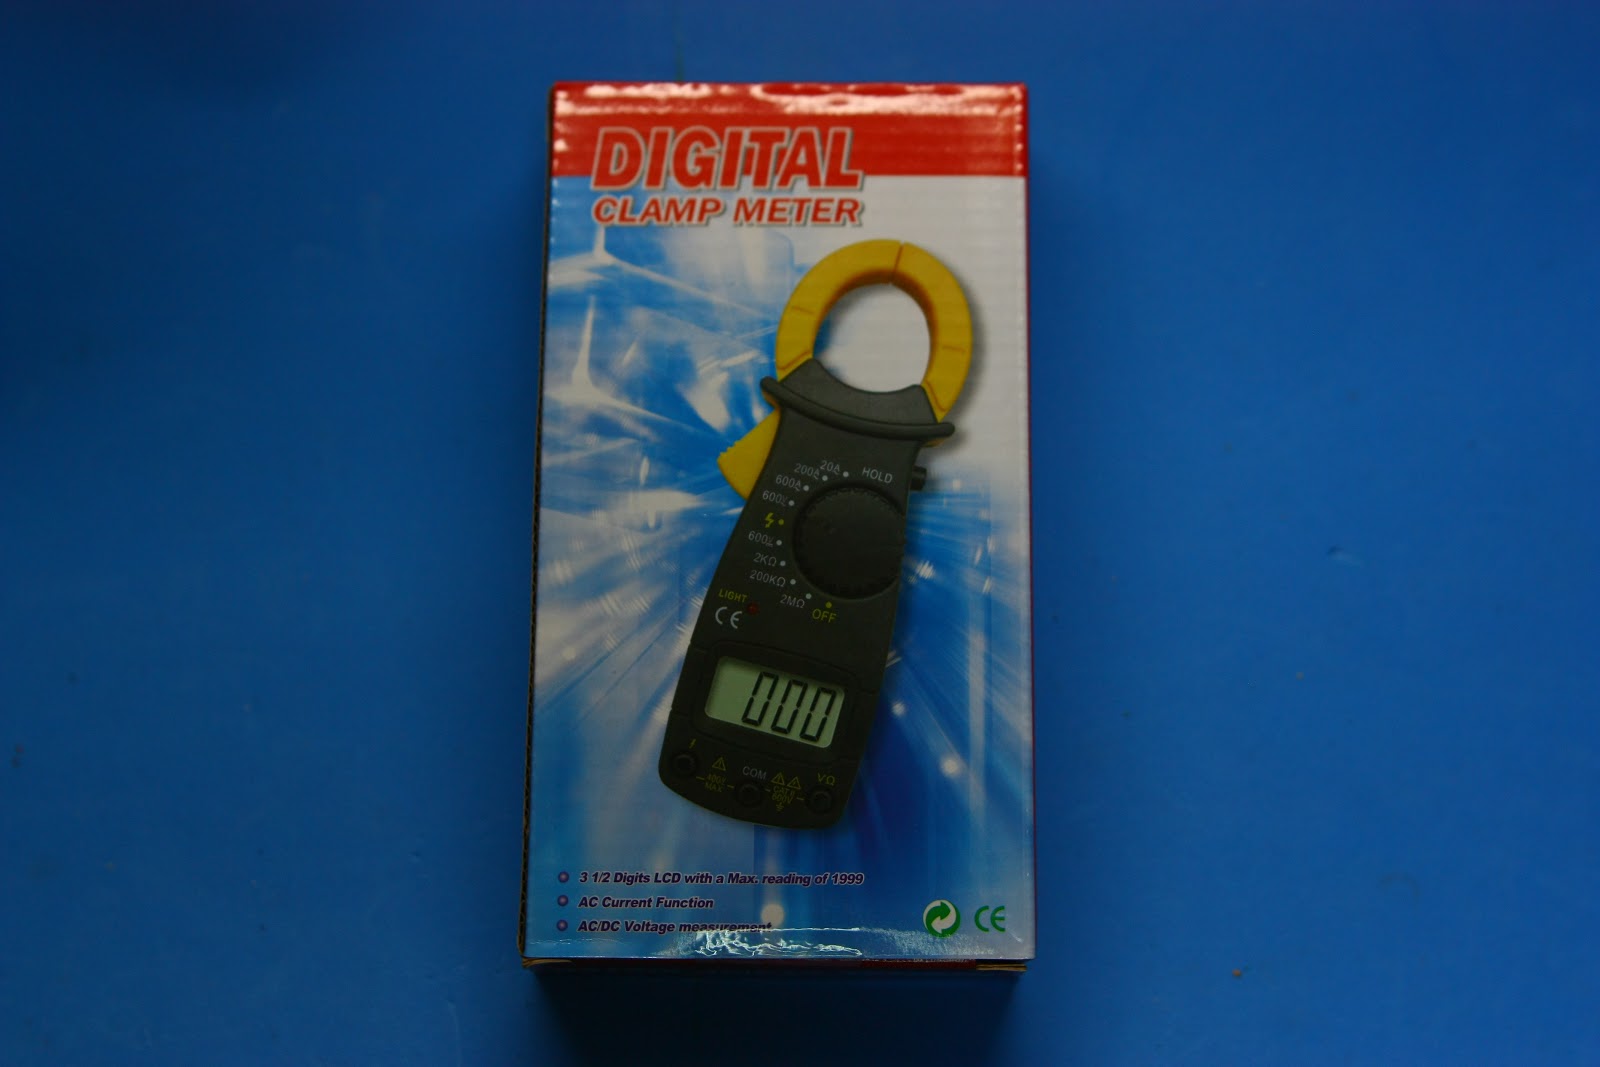 DIGITAL
CLAMP METER
HOLD
20A
200A
600A
600V
600V
2KΩ
200KΩ
2MΩ
OFF
LIGHT
CE
000
COM
VΩ
MAX
3 1/2 Digits LCD with a Max. reading of 1999
AC Current Function
AC/DC Voltage measurement
CE